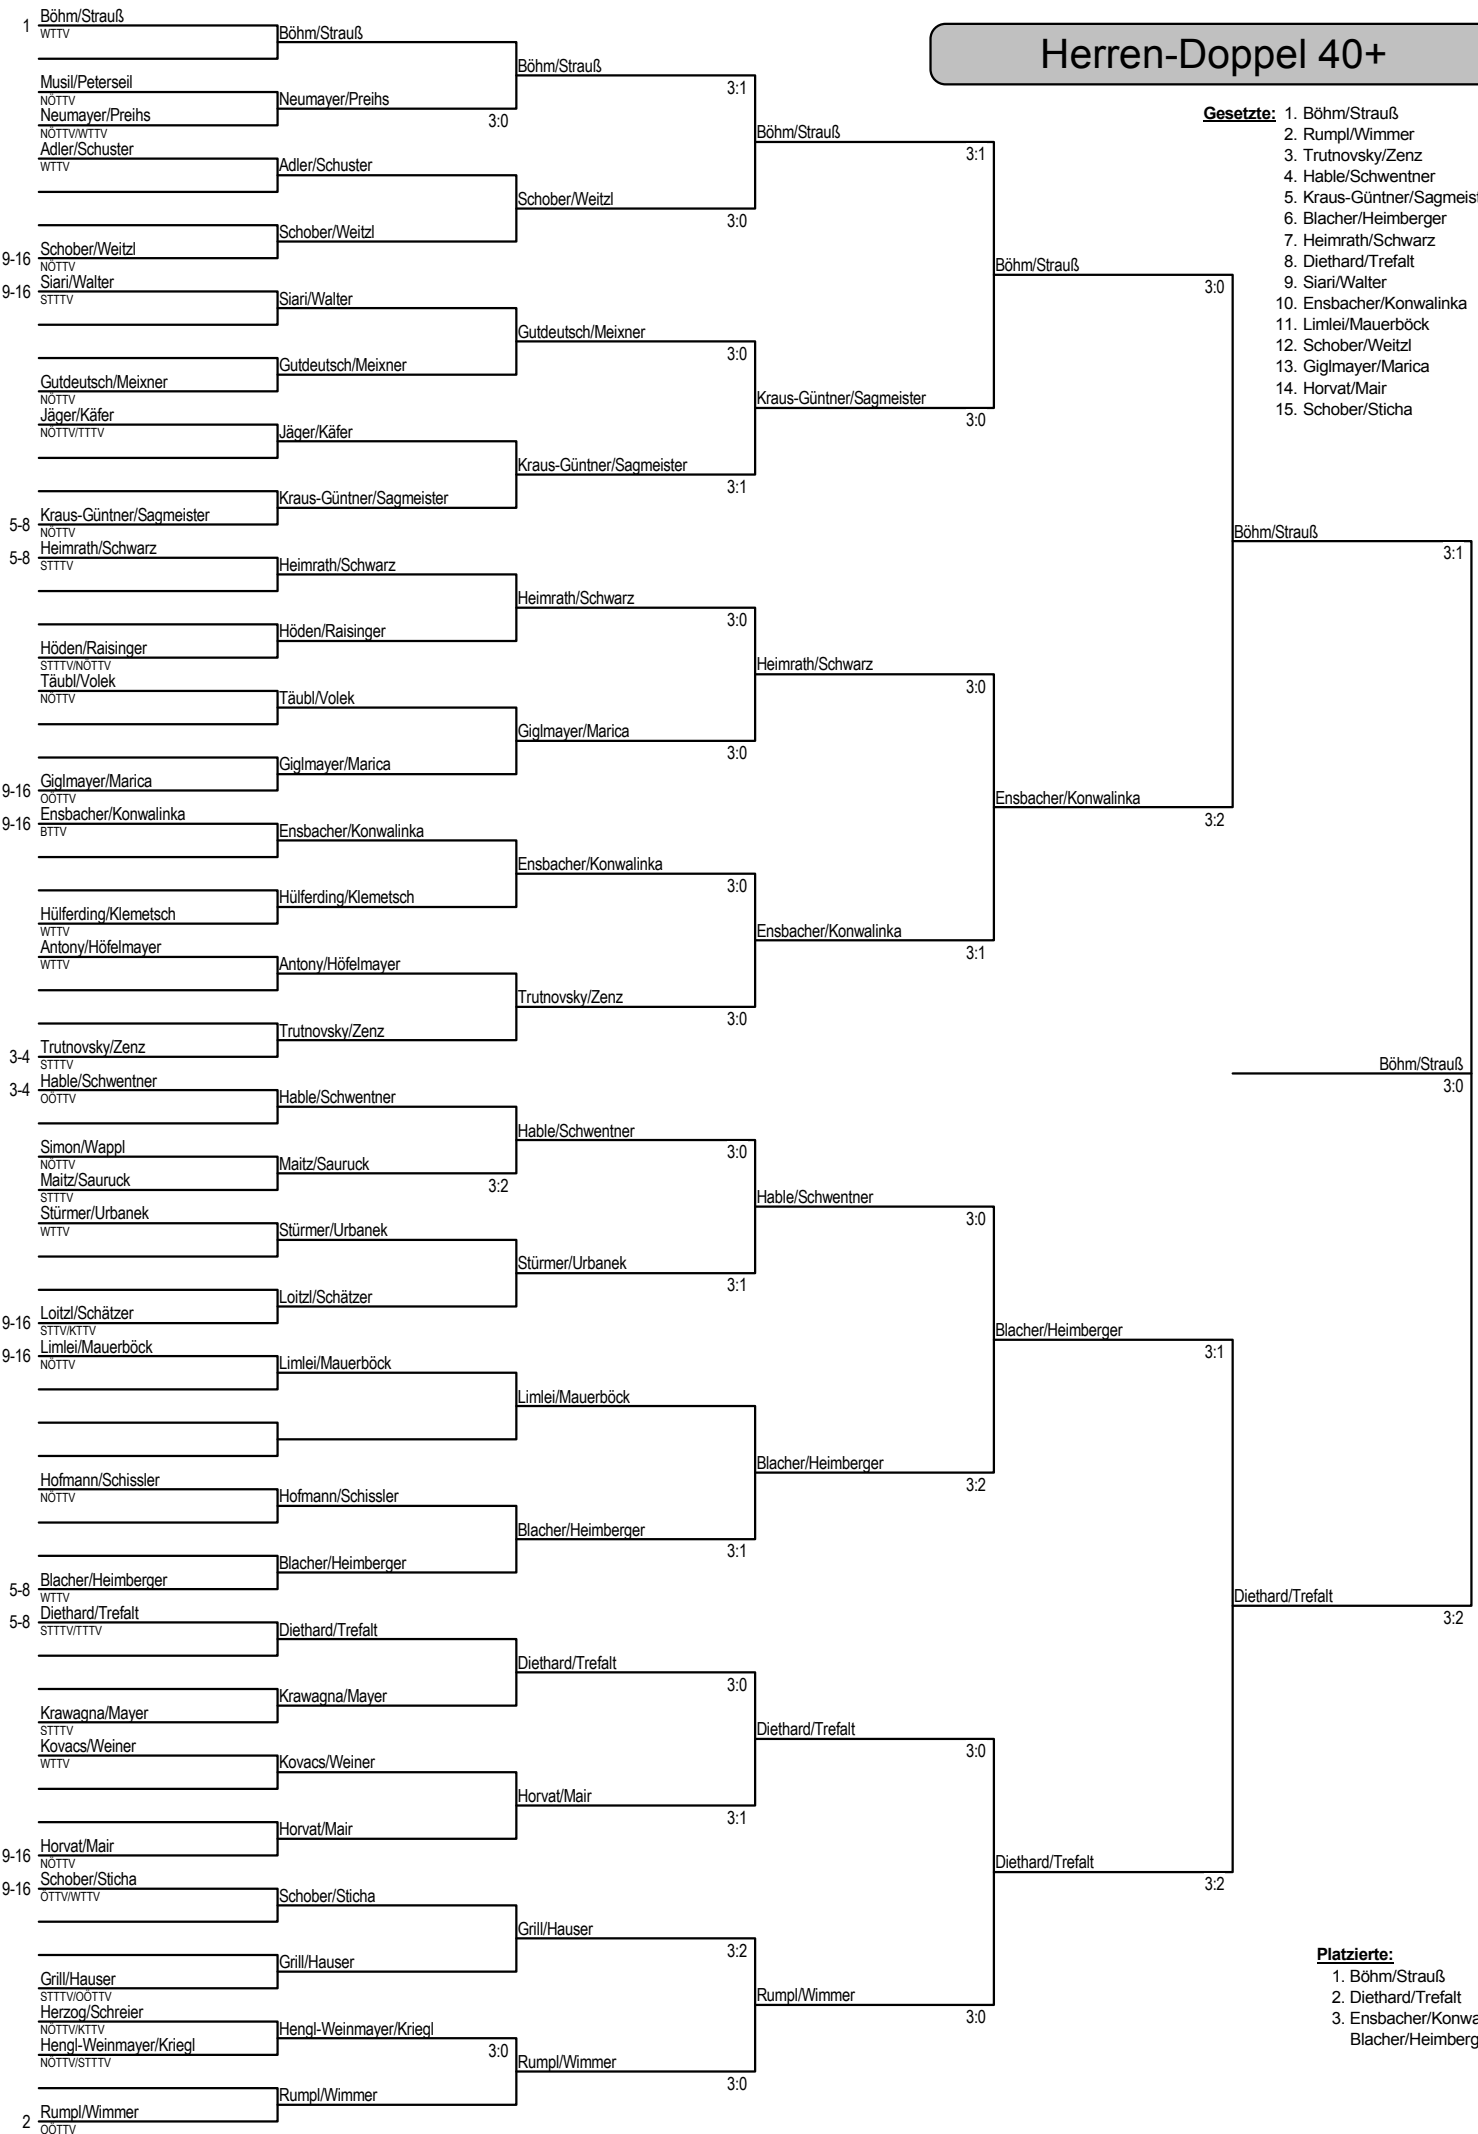 Herren-Doppel 40+
Gesetzte: 1. Böhm/Strauß
2. Rumpl/Wimmer
3. Trutnovsky/Zenz
4. Hable/Schwentner
5. Kraus-Güntner/Sagmeist
6. Blacher/Heimberger
7. Heimrath/Schwarz
8. Diethard/Trefalt
9. Siari/Walter
10. Ensbacher/Konwalinka
11. Limlei/Mauerböck
12. Schober/Weitzl
13. Giglmayer/Marica
14. Horvat/Mair
15. Schober/Sticha
1 Böhm/Strauß
WTTV
Musil/Peterseil
NÖTTV
Neumayer/Preihs
NÖTTV/WTTV
Adler/Schuster
WTTV
9-16 Schober/Weitzl
NÖTTV
9-16 Siari/Walter
STTTV
Gutdeutsch/Meixner
NÖTTV
Jäger/Käfer
NÖTTV/TTTV
5-8 Kraus-Güntner/Sagmeister
NÖTTV
5-8 Heimrath/Schwarz
STTTV
Höden/Raisinger
STTTV/NÖTTV
Täubl/Volek
NÖTTV
9-16 Giglmayer/Marica
OÖTTV
9-16 Ensbacher/Konwalinka
BTTV
Hülferding/Klemetsch
WTTV
Antony/Höfelmayer
WTTV
3-4 Trutnovsky/Zenz
STTTV
3-4 Hable/Schwentner
OÖTTV
Simon/Wappl
NÖTTV
Maitz/Sauruck
STTTV
Stürmer/Urbanek
WTTV
9-16 Loitzl/Schätzer
STTV/KTTV
9-16 Limlei/Mauerböck
NÖTTV
Hofmann/Schissler
NÖTTV
5-8 Blacher/Heimberger
WTTV
5-8 Diethard/Trefalt
STTTV/TTTV
Krawagna/Mayer
STTTV
Kovacs/Weiner
WTTV
9-16 Horvat/Mair
NÖTTV
9-16 Schober/Sticha
ÖTTV/WTTV
Grill/Hauser
STTTV/OÖTTV
Herzog/Schreier
NÖTTV/KTTV
Hengl-Weinmayer/Kriegl
NÖTTV/STTTV
2 Rumpl/Wimmer
OÖTTV
Böhm/Strauß
Neumayer/Preihs
3:0
Adler/Schuster
Schober/Weitzl
Siari/Walter
Gutdeutsch/Meixner
Jäger/Käfer
Kraus-Güntner/Sagmeister
Heimrath/Schwarz
Höden/Raisinger
Täubl/Volek
Giglmayer/Marica
Ensbacher/Konwalinka
Hülferding/Klemetsch
Antony/Höfelmayer
Trutnovsky/Zenz
Hable/Schwentner
Maitz/Sauruck
3:2
Stürmer/Urbanek
Loitzl/Schätzer
Limlei/Mauerböck
Hofmann/Schissler
Blacher/Heimberger
Diethard/Trefalt
Krawagna/Mayer
Kovacs/Weiner
Horvat/Mair
Schober/Sticha
Grill/Hauser
Hengl-Weinmayer/Kriegl
3:0
Rumpl/Wimmer
Böhm/Strauß
3:1
Schober/Weitzl
3:0
Gutdeutsch/Meixner
3:0
Kraus-Güntner/Sagmeister
3:1
Heimrath/Schwarz
3:0
Giglmayer/Marica
3:0
Ensbacher/Konwalinka
3:0
Trutnovsky/Zenz
3:0
Hable/Schwentner
3:0
Stürmer/Urbanek
3:1
Limlei/Mauerböck
Blacher/Heimberger
3:1
Diethard/Trefalt
3:0
Horvat/Mair
3:1
Grill/Hauser
3:2
Rumpl/Wimmer
3:0
Böhm/Strauß
3:1
Kraus-Güntner/Sagmeister
3:0
Heimrath/Schwarz
3:0
Ensbacher/Konwalinka
3:1
Hable/Schwentner
3:0
Blacher/Heimberger
3:2
Diethard/Trefalt
3:0
Rumpl/Wimmer
3:0
Böhm/Strauß
3:0
Ensbacher/Konwalinka
3:2
Blacher/Heimberger
3:1
Diethard/Trefalt
3:2
Böhm/Strauß
3:1
Diethard/Trefalt
3:2
Böhm/Strauß
3:0
Platzierte:
1. Böhm/Strauß
2. Diethard/Trefalt
3. Ensbacher/Konwa
Blacher/Heimberg